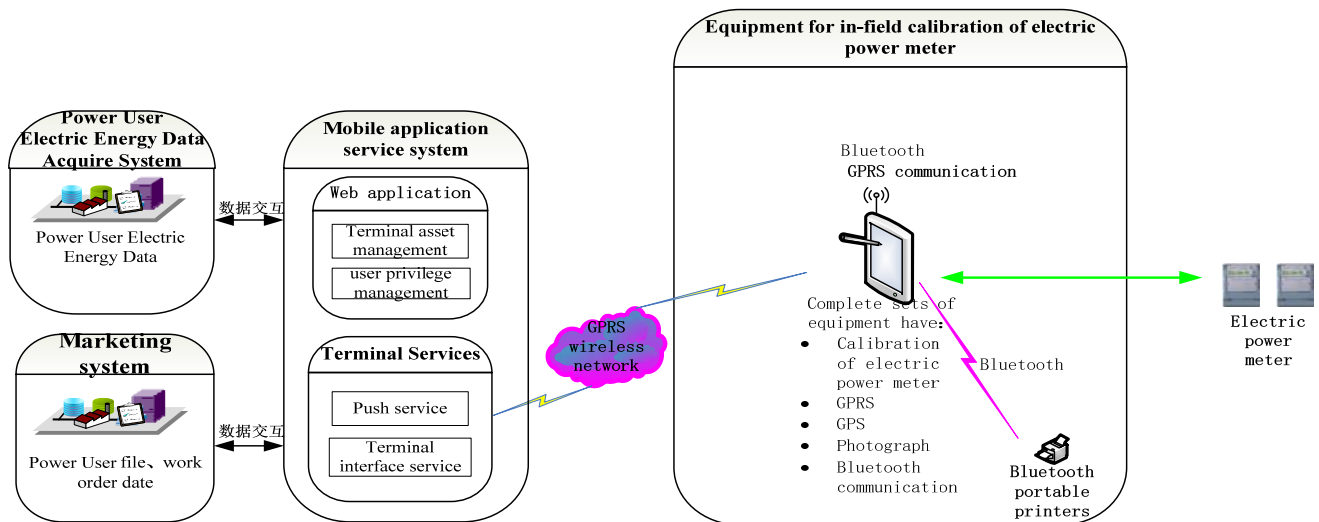 Power User
Electric Energy Data
Acquire System
Power User Electric
Energy Data
数据交互
Marketing
system
Power User file、work
order date
数据交互
Mobile application
service system
Web application
Terminal asset
management
user privilege
management
Terminal Services
Push service
Terminal
interface service
GPRS
wireless
network
Equipment for in-field calibration of electric
power meter
Bluetooth
GPRS communication
Complete sets of
equipment have:
• Calibration
of electric
power meter
• GPRS
• GPS
• Photograph
• Bluetooth
communication
Bluetooth
Bluetooth
portable
printers
Electric
power
meter